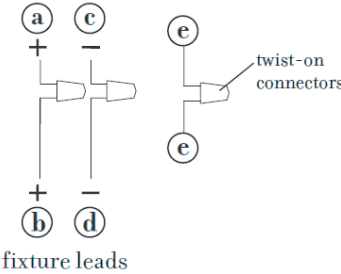 a c
+ −
e
twist-on
connectors
e
+ −
b d
fixture leads